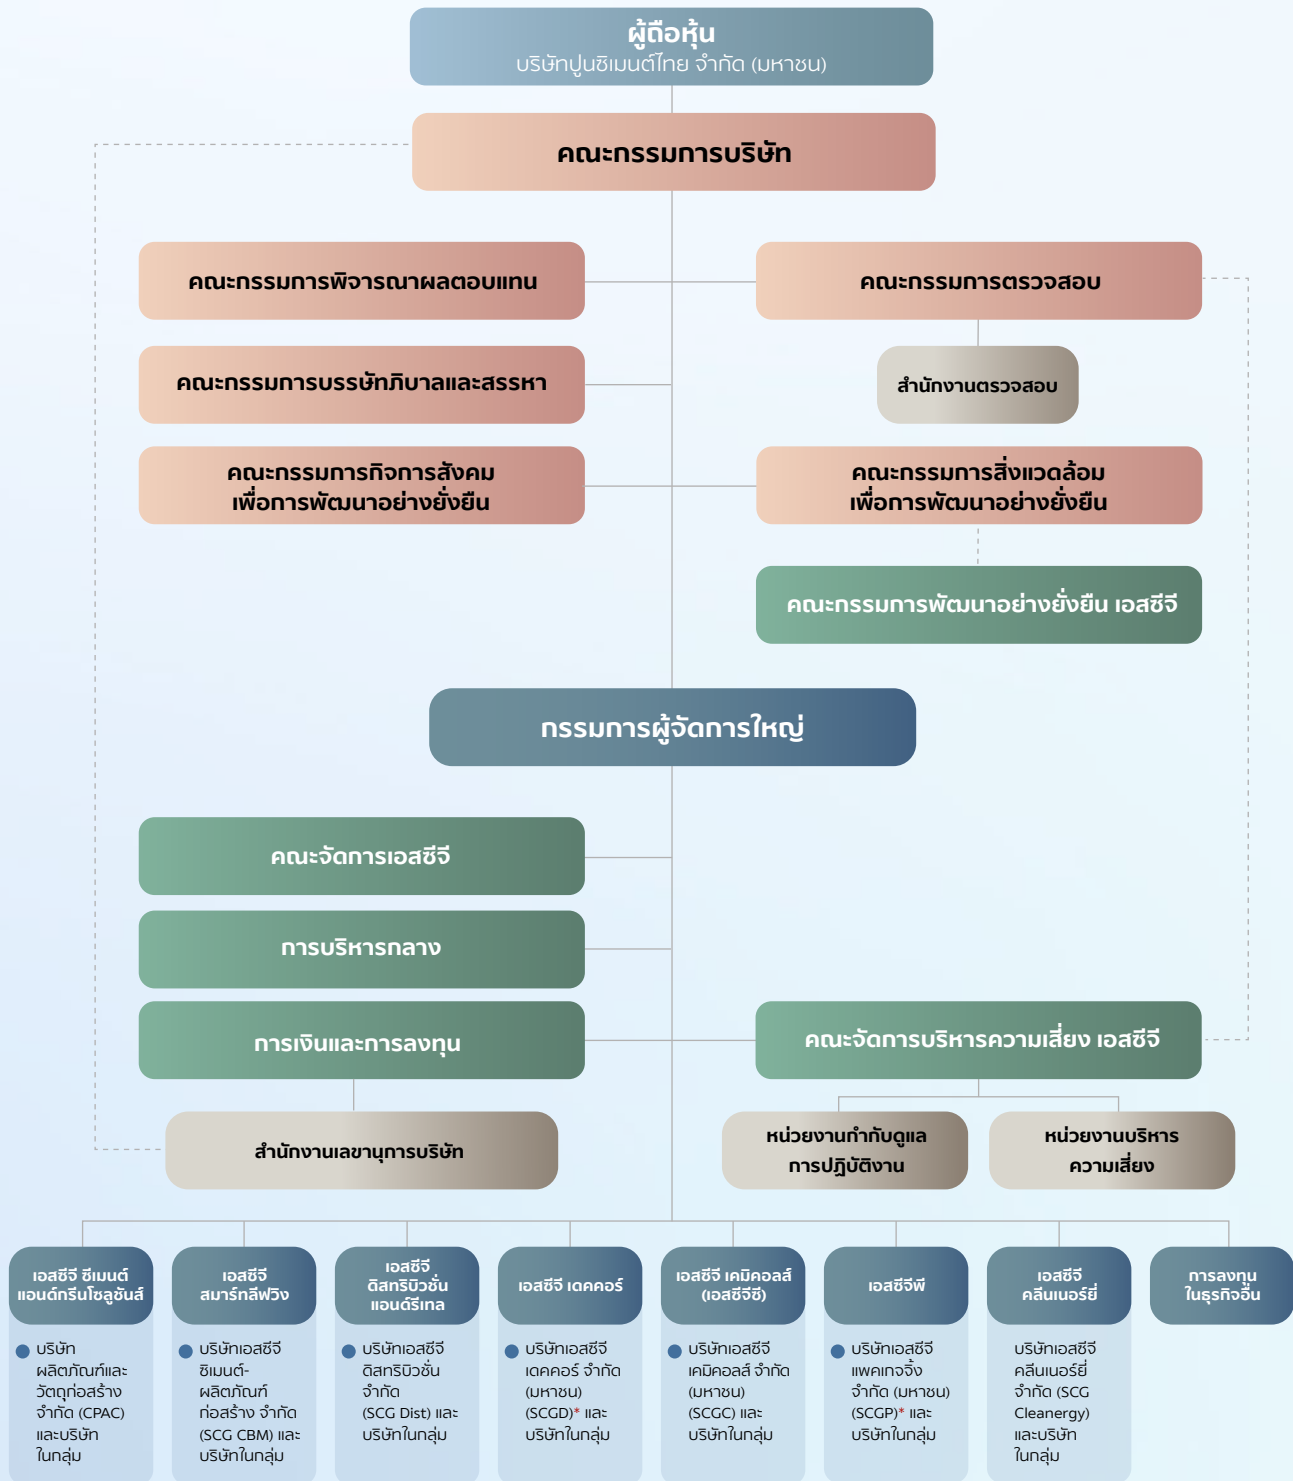 ผู้ถือหุ้น
บริษัทปูนซิเมนต์ไทย จำกัด (มหาชน)
คณะกรรมการบริษัท
คณะกรรมการพิจารณาผลตอบแทน
คณะกรรมการตรวจสอบ
คณะกรรมการบรรษัทภิบาลและสรรหา
สำนักงานตรวจสอบ
คณะกรรมการกิจการสังคม
เพื่อการพัฒนาอย่างยั่งยืน
คณะกรรมการสิ่งแวดล้อม
เพื่อการพัฒนาอย่างยั่งยืน
คณะกรรมการพัฒนาอย่างยั่งยืน เอสซีจี
กรรมการผู้จัดการใหญ่
คณะจัดการเอสซีจี
การบริหารกลาง
การเงินและการลงทุน
คณะจัดการบริหารความเสี่ยง เอสซีจี
สำนักงานเลขานุการบริษัท
หน่วยงานกำกับดูแล
การปฏิบัติงาน
หน่วยงานบริหาร
ความเสี่ยง
เอสซีจี ซีเมนต์
แอนด์กรีนโซลูชันส์
บริษัท
ผลิตภัณฑ์และ
วัตถุก่อสร้าง
จำกัด (CPAC)
และบริษัท
ในกลุ่ม
เอสซีจี
สมาร์ทลีฟวิง
บริษัทเอสซีจี
ซิเมนต์-
ผลิตภัณฑ์
ก่อสร้าง จำกัด
(SCG CBM) และ
บริษัทในกลุ่ม
เอสซีจี
ดิสทริบิวชั่น
แอนด์รีเทล
บริษัทเอสซีจี
ดิสทริบิวชั่น
จำกัด
(SCG Dist) และ
บริษัทในกลุ่ม
เอสซีจี เดคคอร์
บริษัทเอสซีจี
เดคคอร์ จำกัด
(มหาชน)
(SCGD)* และ
บริษัทในกลุ่ม
เอสซีจี เคมิคอลส์
(เอสซีจีซี)
บริษัทเอสซีจี
เคมิคอลส์ จำกัด
(มหาชน)
(SCGC) และ
บริษัทในกลุ่ม
เอสซีจีพี
บริษัทเอสซีจี
แพคเกจจิ้ง
จำกัด (มหาชน)
(SCGP)* และ
บริษัทในกลุ่ม
เอสซีจี
คลีนเนอร์ยี่
บริษัทเอสซีจี
คลีนเนอร์ยี่
จำกัด (SCG
Cleanergy)
และบริษัท
ในกลุ่ม
การลงทุน
ในธุรกิจอื่น